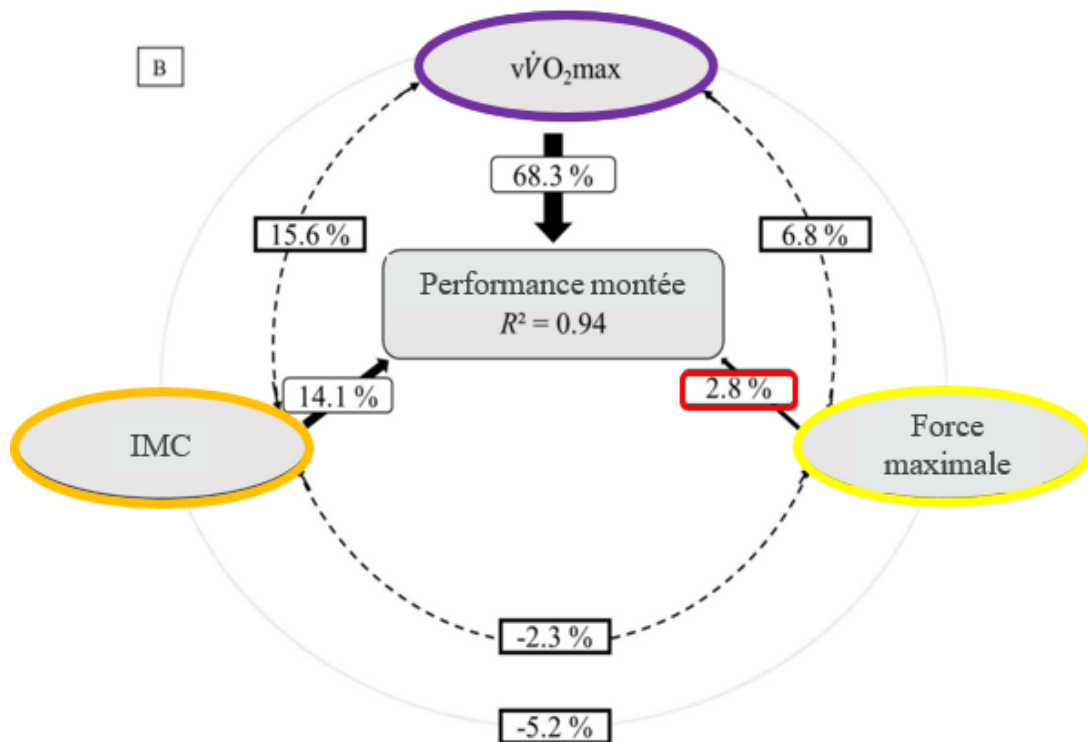 B
vV̇O₂max
68.3 %
15.6 %
6.8 %
Performance montée
R² = 0.94
14.1 %
2.8 %
IMC
Force
maximale
-2.3 %
-5.2 %